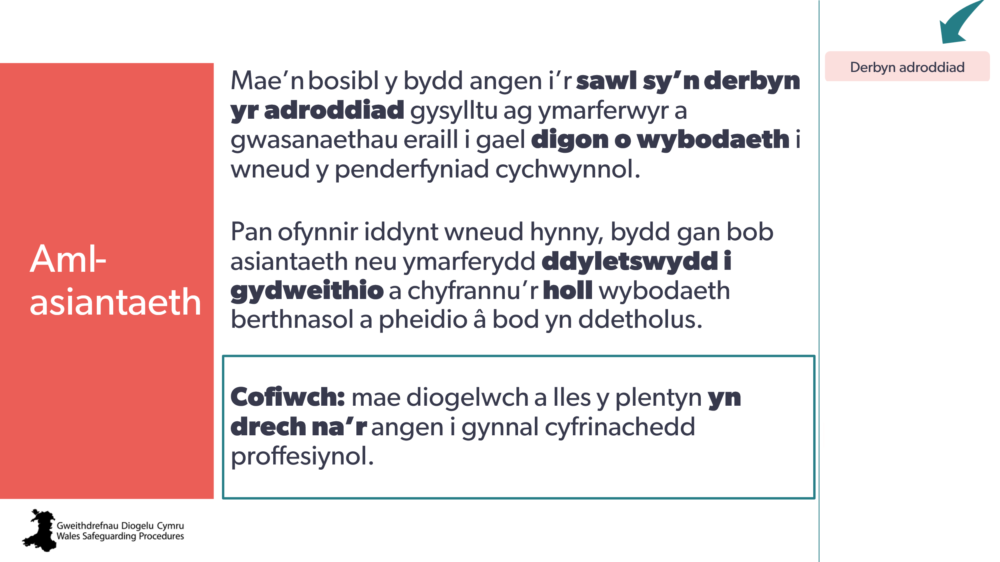 Aml-
asiantaeth
Mae’n bosibl y bydd angen i’r sawl sy’n derbyn
yr adroddiad gysylltu ag ymarferwyr a
gwasanaethau eraill i gael digon o wybodaeth i
wneud y penderfyniad cychwynnol.
Pan ofynnir iddynt wneud hynny, bydd gan bob
asiantaeth neu ymarferydd ddyletswydd i
gydweithio a chyfrannu’r holl wybodaeth
berthnasol a pheidio â bod yn ddetholus.
Cofiwch: mae diogelwch a lles y plentyn yn
drech na’r angen i gynnal cyfrinachedd
proffesiynol.
Derbyn adroddiad
Gweithdrefnau Diogelu Cymru
Wales Safeguarding Procedures